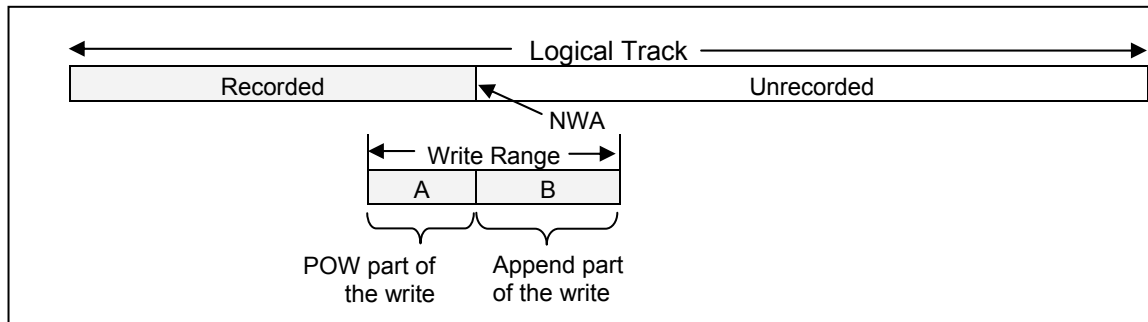 Logical Track
Recorded
Unrecorded
NWA
Write Range
A
B
POW part of
the write
Append part
of the write